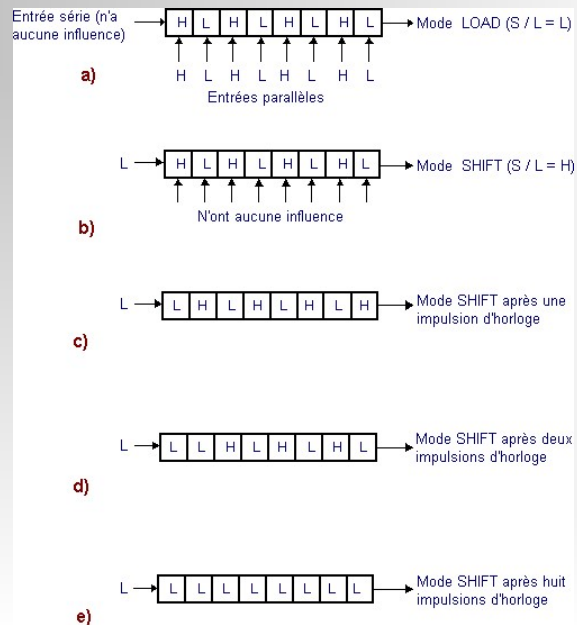 Entrée série (n'a
aucune influence)
H L H L H L H L
Mode LOAD (S / L = L)
H L H L H L H L
a)
Entrées parallèles
L
H L H L H L H L
Mode SHIFT (S / L = H)
N'ont aucune influence
b)
L
L H L H L H L H
Mode SHIFT après une
impulsion d'horloge
c)
L
L L H L H L H L
Mode SHIFT après deux
impulsions d'horloge
d)
L
L L L L L L L L
Mode SHIFT après huit
impulsions d'horloge
e)